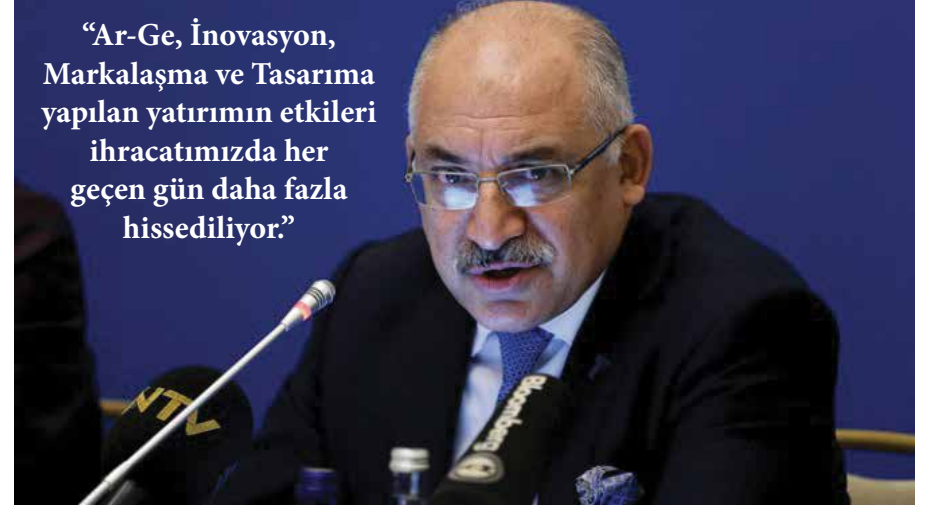 “Ar-Ge, İnovasyon,
Markalaşma ve Tasarıma
yapılan yatırımın etkileri
ihracatımızda her
geçen gün daha fazla
hissediliyor.”
NTV
Bloomberg